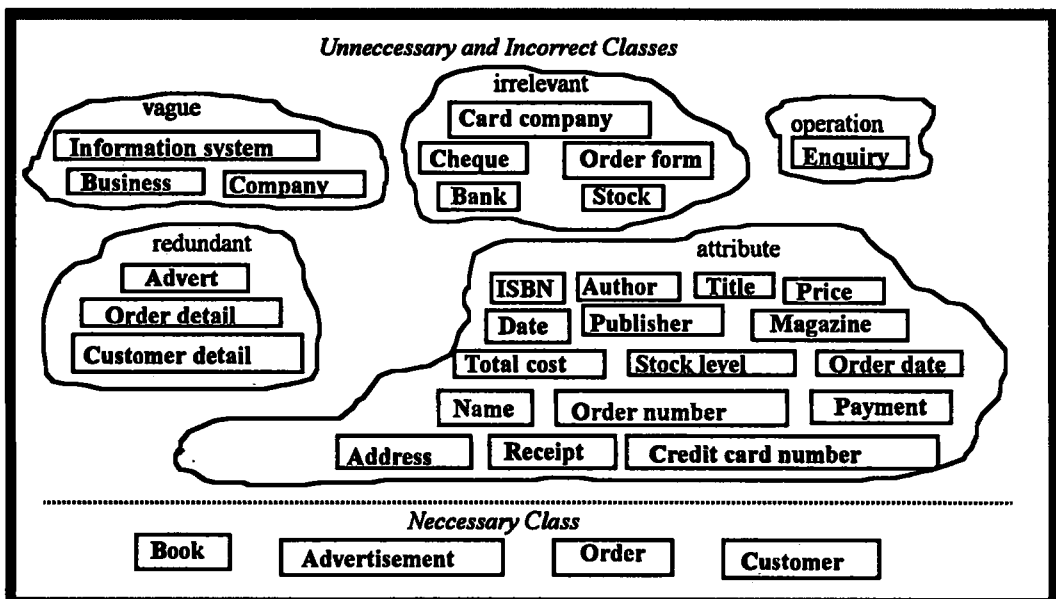 Unneccessary and Incorrect Classes
vague
Information system
Business Company
irrelevant
Card company
Cheque Order form
Bank Stock
operation
Enquiry
redundant
Advert
Order detail
Customer detail
attribute
ISBN Author Title Price
Date Publisher Magazine
Total cost Stock level Order date
Name Order number Payment
Address Receipt Credit card number
Neccessary Class
Book Advertisement Order Customer